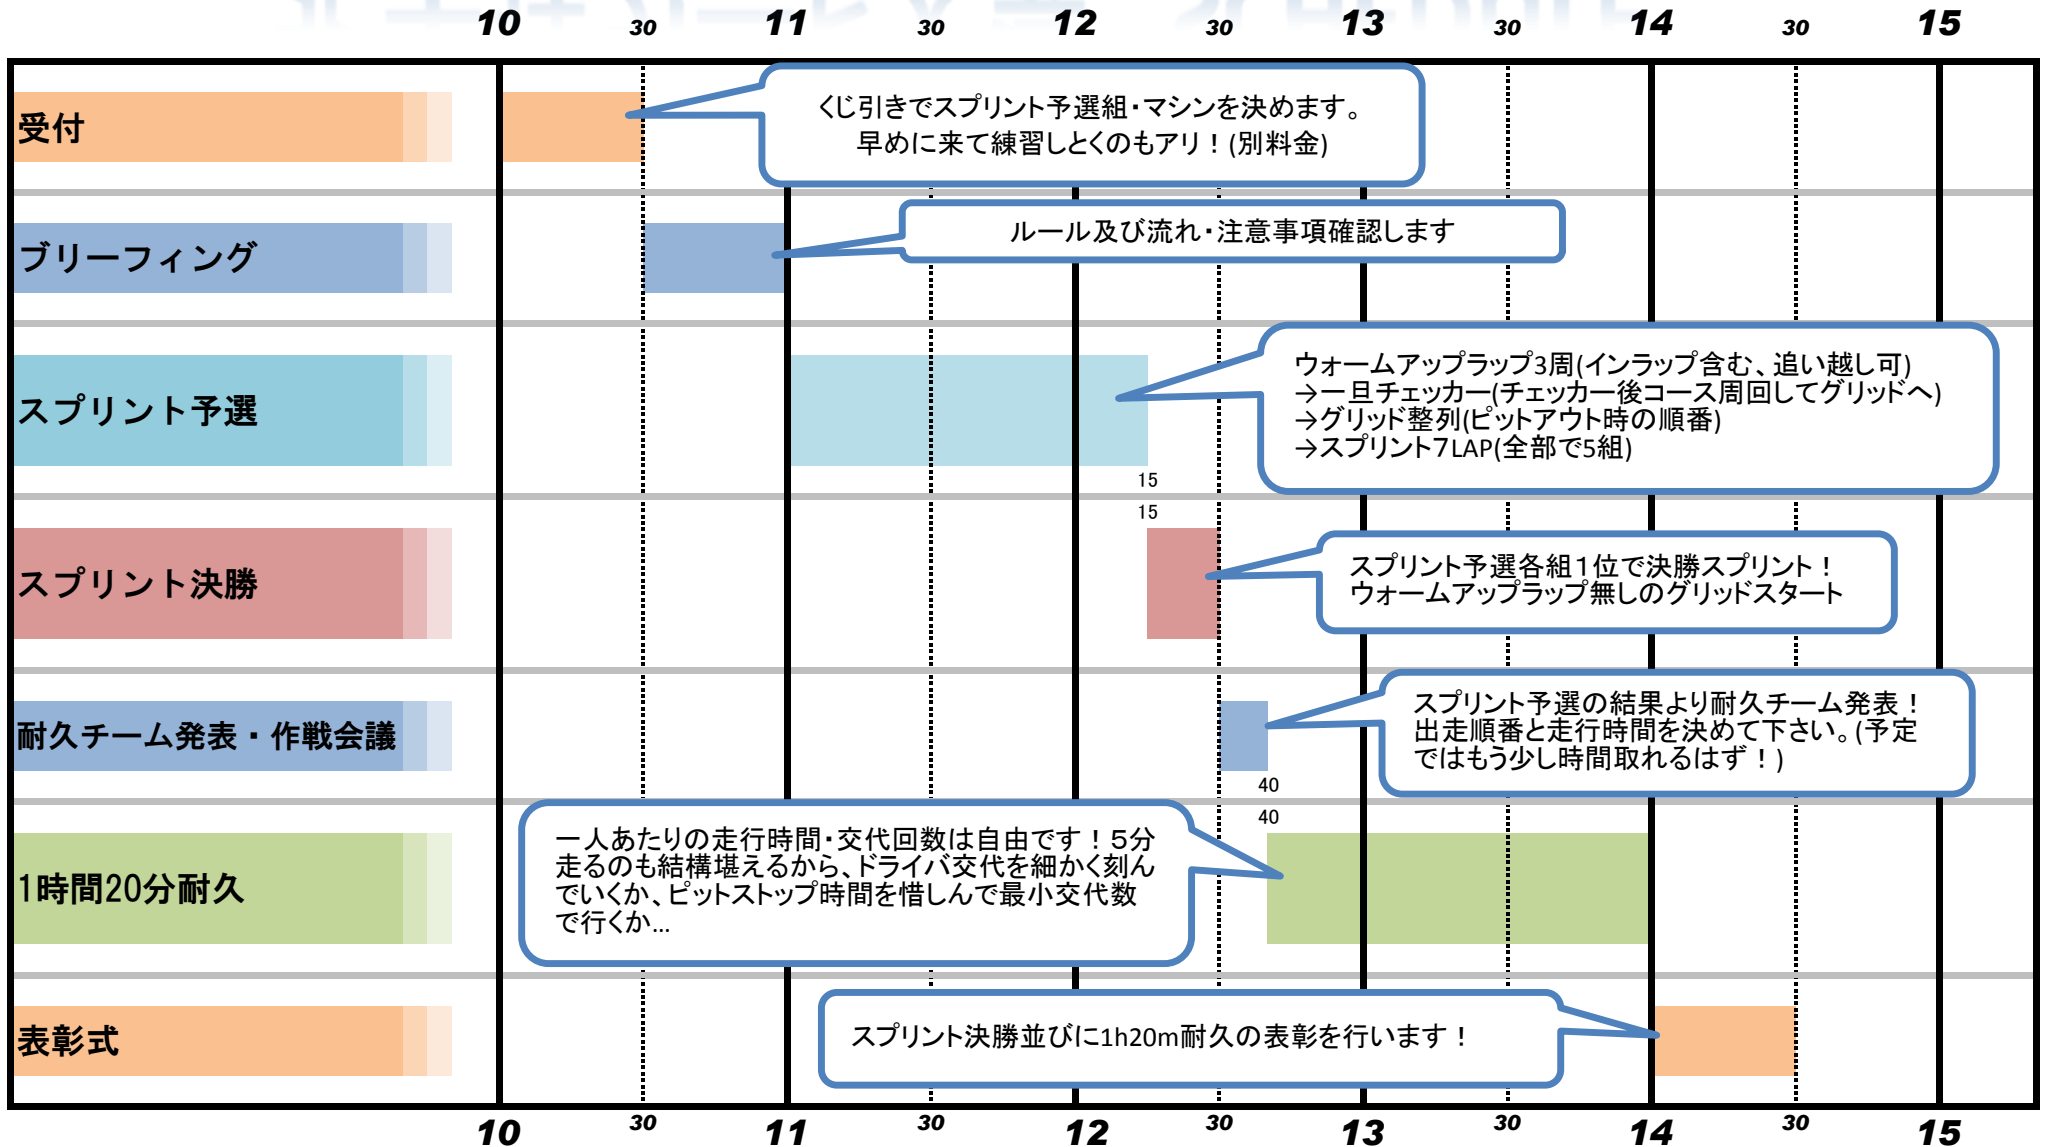 10 30 11 30 12 30 13 30 14 30 15
受付
くじ引きでスプリント予選組・マシンを決めます。
早めに来て練習しとくのもアリ！(別料金)
ブリーフィング
ルール及び流れ・注意事項確認します
スプリント予選
ウォームアップラップ3周(インラップ含む、追い越し可)
→一旦チェッカー(チェッカー後コース周回してグリッドへ)
→グリッド整列(ピットアウト時の順番)
→スプリント7LAP(全部で5組)
15
15
スプリント決勝
スプリント予選各組１位で決勝スプリント！
ウォームアップラップ無しのグリッドスタート
耐久チーム発表・作戦会議
スプリント予選の結果より耐久チーム発表！
出走順番と走行時間を決めて下さい。(予定
ではもう少し時間取れるはず！)
40
40
1時間20分耐久
一人あたりの走行時間・交代回数は自由です！５分
走るのも結構堪えるから、ドライバ交代を細かく刻ん
でいくか、ピットストップ時間を惜しんで最小交代数
で行くか…
表彰式
スプリント決勝並びに1h20m耐久の表彰を行います！
10 30 11 30 12 30 13 30 14 30 15